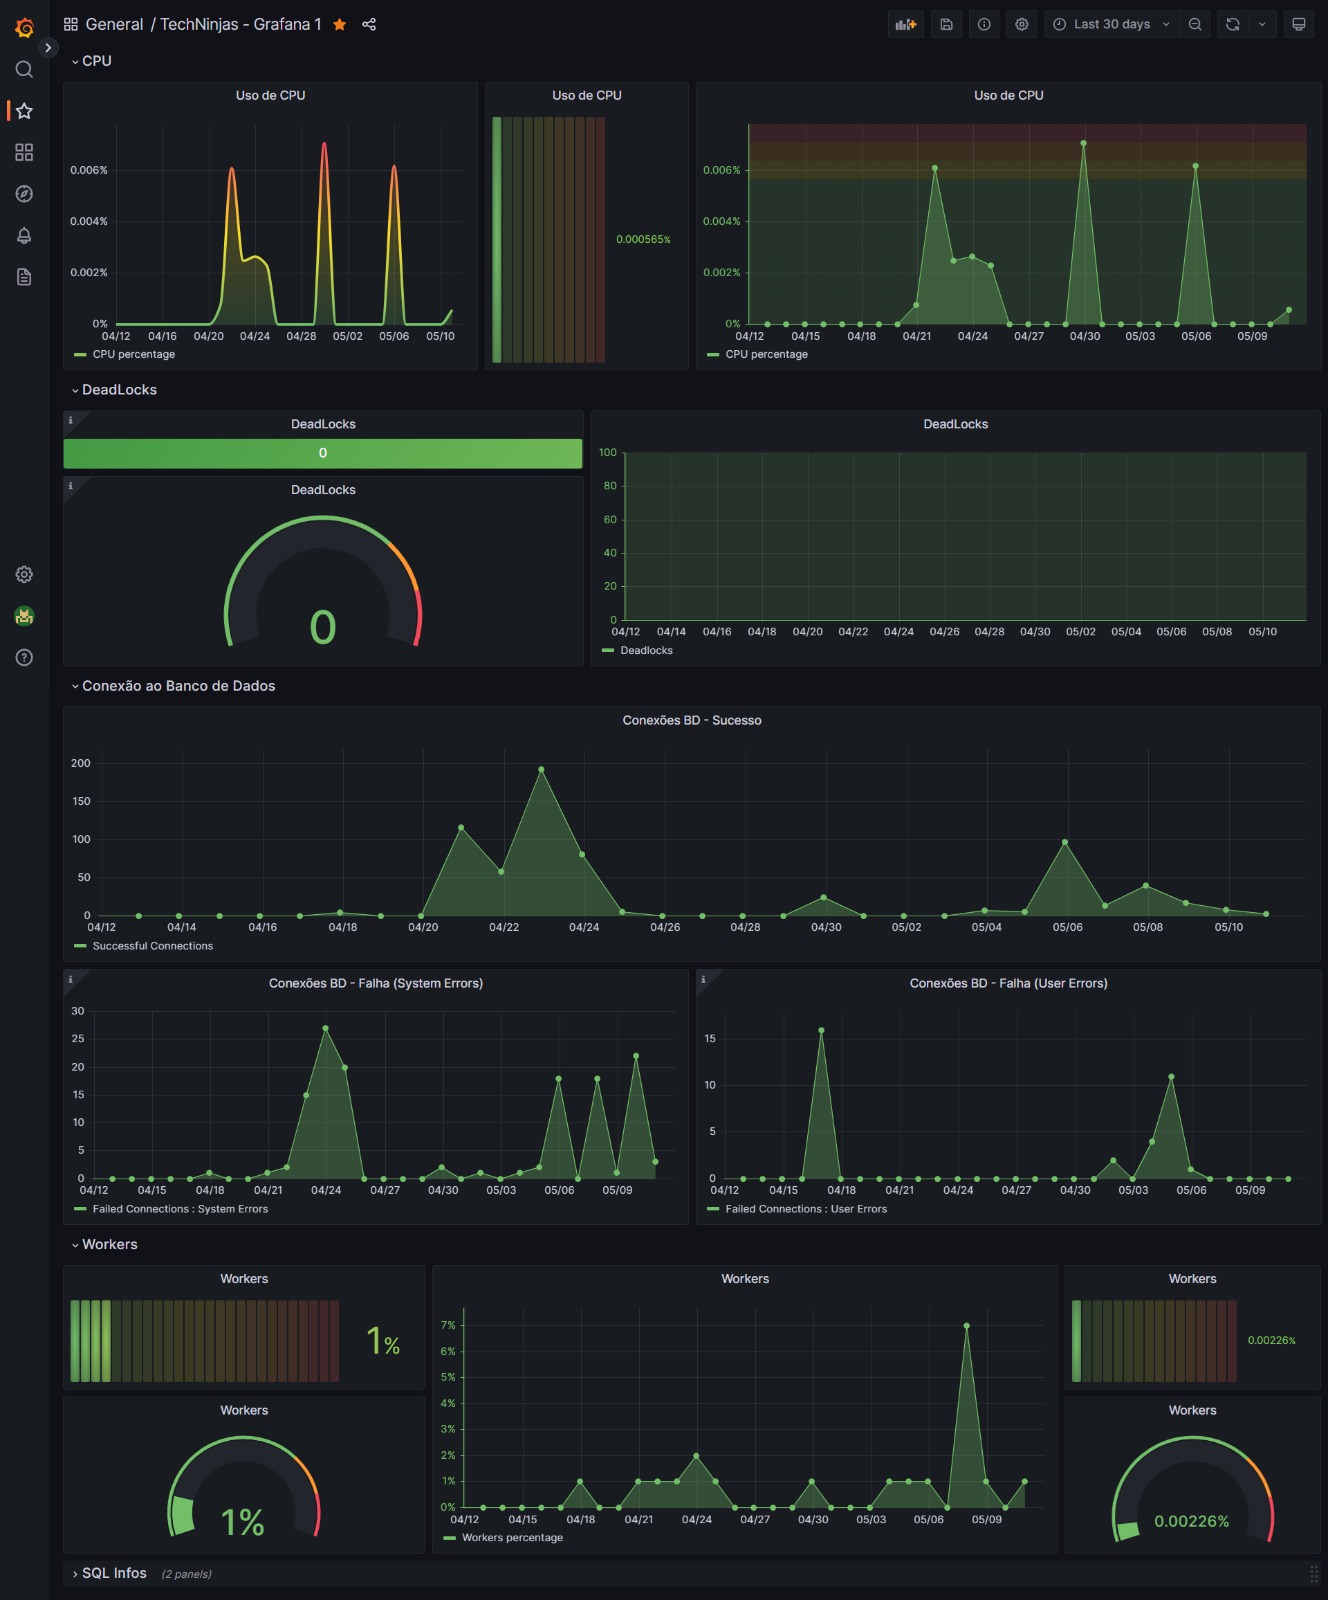 General / TechNinjas - Grafana 1
Last 30 days
CPU
Uso de CPU
0.006%
0.004%
0.002%
0%
04/12 04/16 04/20 04/24 04/28 05/02 05/06 05/10
CPU percentage
Uso de CPU
0.000565%
Uso de CPU
0.006%
0.004%
0.002%
0%
04/12 04/15 04/18 04/21 04/24 04/27 04/30 05/03 05/06 05/09
CPU percentage
DeadLocks
i
DeadLocks
0
i
DeadLocks
0
DeadLocks
100
80
60
40
20
0
04/12 04/14 04/16 04/18 04/20 04/22 04/24 04/26 04/28 04/30 05/02 05/04 05/06 05/08 05/10
Deadlocks
Conexão ao Banco de Dados
Conexões BD - Sucesso
200
150
100
50
0
04/12 04/14 04/16 04/18 04/20 04/22 04/24 04/26 04/28 04/30 05/02 05/04 05/06 05/08 05/10
Successful Connections
i
Conexões BD - Falha (System Errors)
30
25
20
15
10
5
0
04/12 04/15 04/18 04/21 04/24 04/27 04/30 05/03 05/06 05/09
Failed Connections : System Errors
i
Conexões BD - Falha (User Errors)
15
10
5
0
04/12 04/15 04/18 04/21 04/24 04/27 04/30 05/03 05/06 05/09
Failed Connections : User Errors
Workers
Workers
1%
Workers
1%
Workers
7%
6%
5%
4%
3%
2%
1%
0%
04/12 04/15 04/18 04/21 04/24 04/27 04/30 05/03 05/06 05/09
Workers percentage
Workers
0.00226%
Workers
0.00226%
SQL Infos (2 panels)